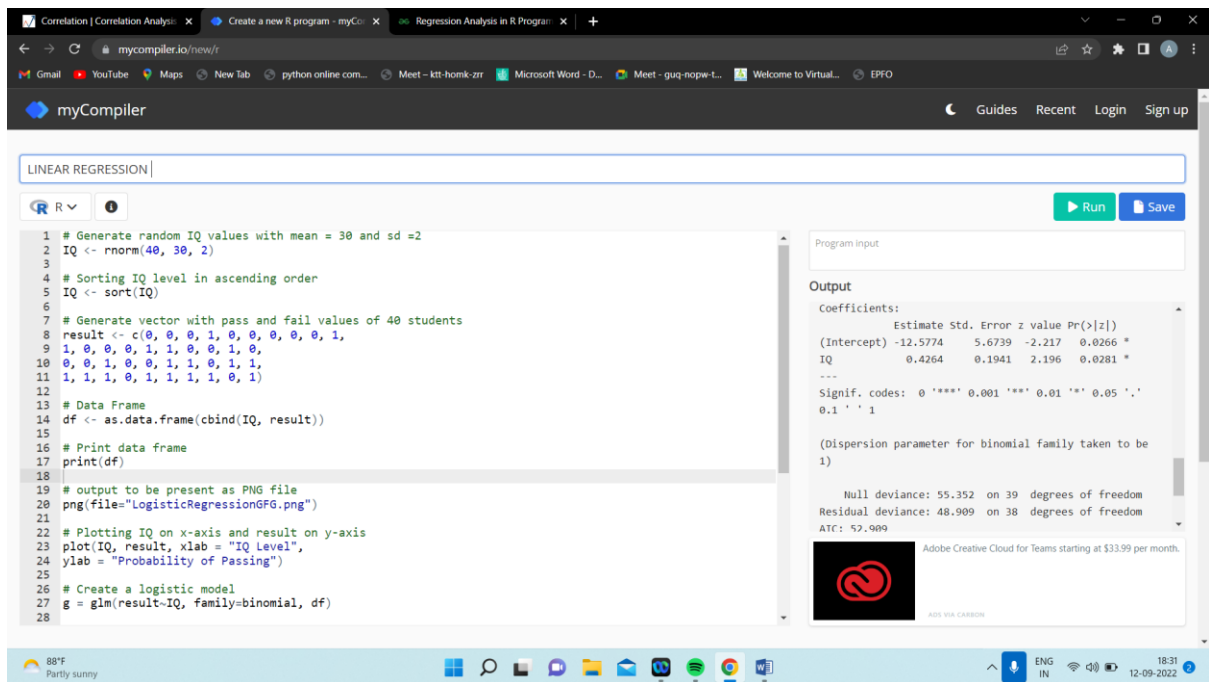 Correlation | Correlation Analysis
Create a new R program - myCo
Regression Analysis in R Program
mycompiler.io/new/r
A
Gmail
YouTube
Maps
New Tab
python online com...
Meet – ktt-homk-zrr
Microsoft Word - D...
Meet - guq-nopw-t...
Welcome to Virtual...
EPFO
myCompiler
Guides Recent Login Sign up
LINEAR REGRESSION
R R
Run
Save
1 # Generate random IQ values with mean = 30 and sd =2
2 IQ <- rnorm(40, 30, 2)
3
4 # Sorting IQ level in ascending order
5 IQ <- sort(IQ)
6
7 # Generate vector with pass and fail values of 40 students
8 result <- c(0, 0, 0, 1, 0, 0, 0, 0, 0, 1,
9 1, 0, 0, 0, 1, 1, 0, 0, 1, 0,
10 0, 0, 1, 0, 0, 1, 1, 0, 1, 1,
11 1, 1, 1, 0, 1, 1, 1, 1, 0, 1)
12
13 # Data Frame
14 df <- as.data.frame(cbind(IQ, result))
15
16 # Print data frame
17 print(df)
18
19 # output to be present as PNG file
20 png(file="LogisticRegressionGFG.png")
21
22 # Plotting IQ on x-axis and result on y-axis
23 plot(IQ, result, xlab = "IQ Level",
24 ylab = "Probability of Passing")
25
26 # Create a logistic model
27 g = glm(result~IQ, family=binomial, df)
28
Program input
Output
Coefficients:
Estimate Std. Error z value Pr(>|z|)
(Intercept) -12.5774 5.6739 -2.217 0.0266 *
IQ 0.4264 0.1941 2.196 0.0281 *
---
Signif. codes: 0 '***' 0.001 '**' 0.01 '*' 0.05 '.'
0.1 ' ' 1
(Dispersion parameter for binomial family taken to be
1)
Null deviance: 55.352 on 39 degrees of freedom
Residual deviance: 48.909 on 38 degrees of freedom
AIC: 52.909
Adobe Creative Cloud for Teams starting at $33.99 per month.
ADS VIA CARBON
88°F
Partly sunny
ENG
IN
18:31
12-09-2022
2